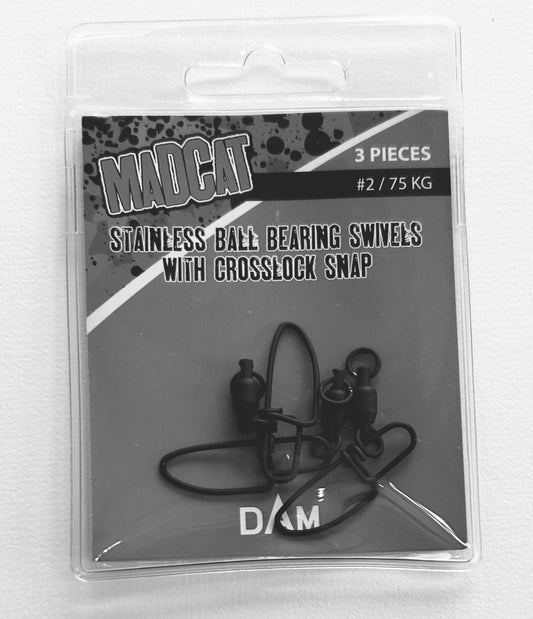 MADCAT
3 PIECES
#2 / 75 KG
STAINLESS BALL BEARING SWIVELS
WITH CROSSLOCK SNAP
DAM